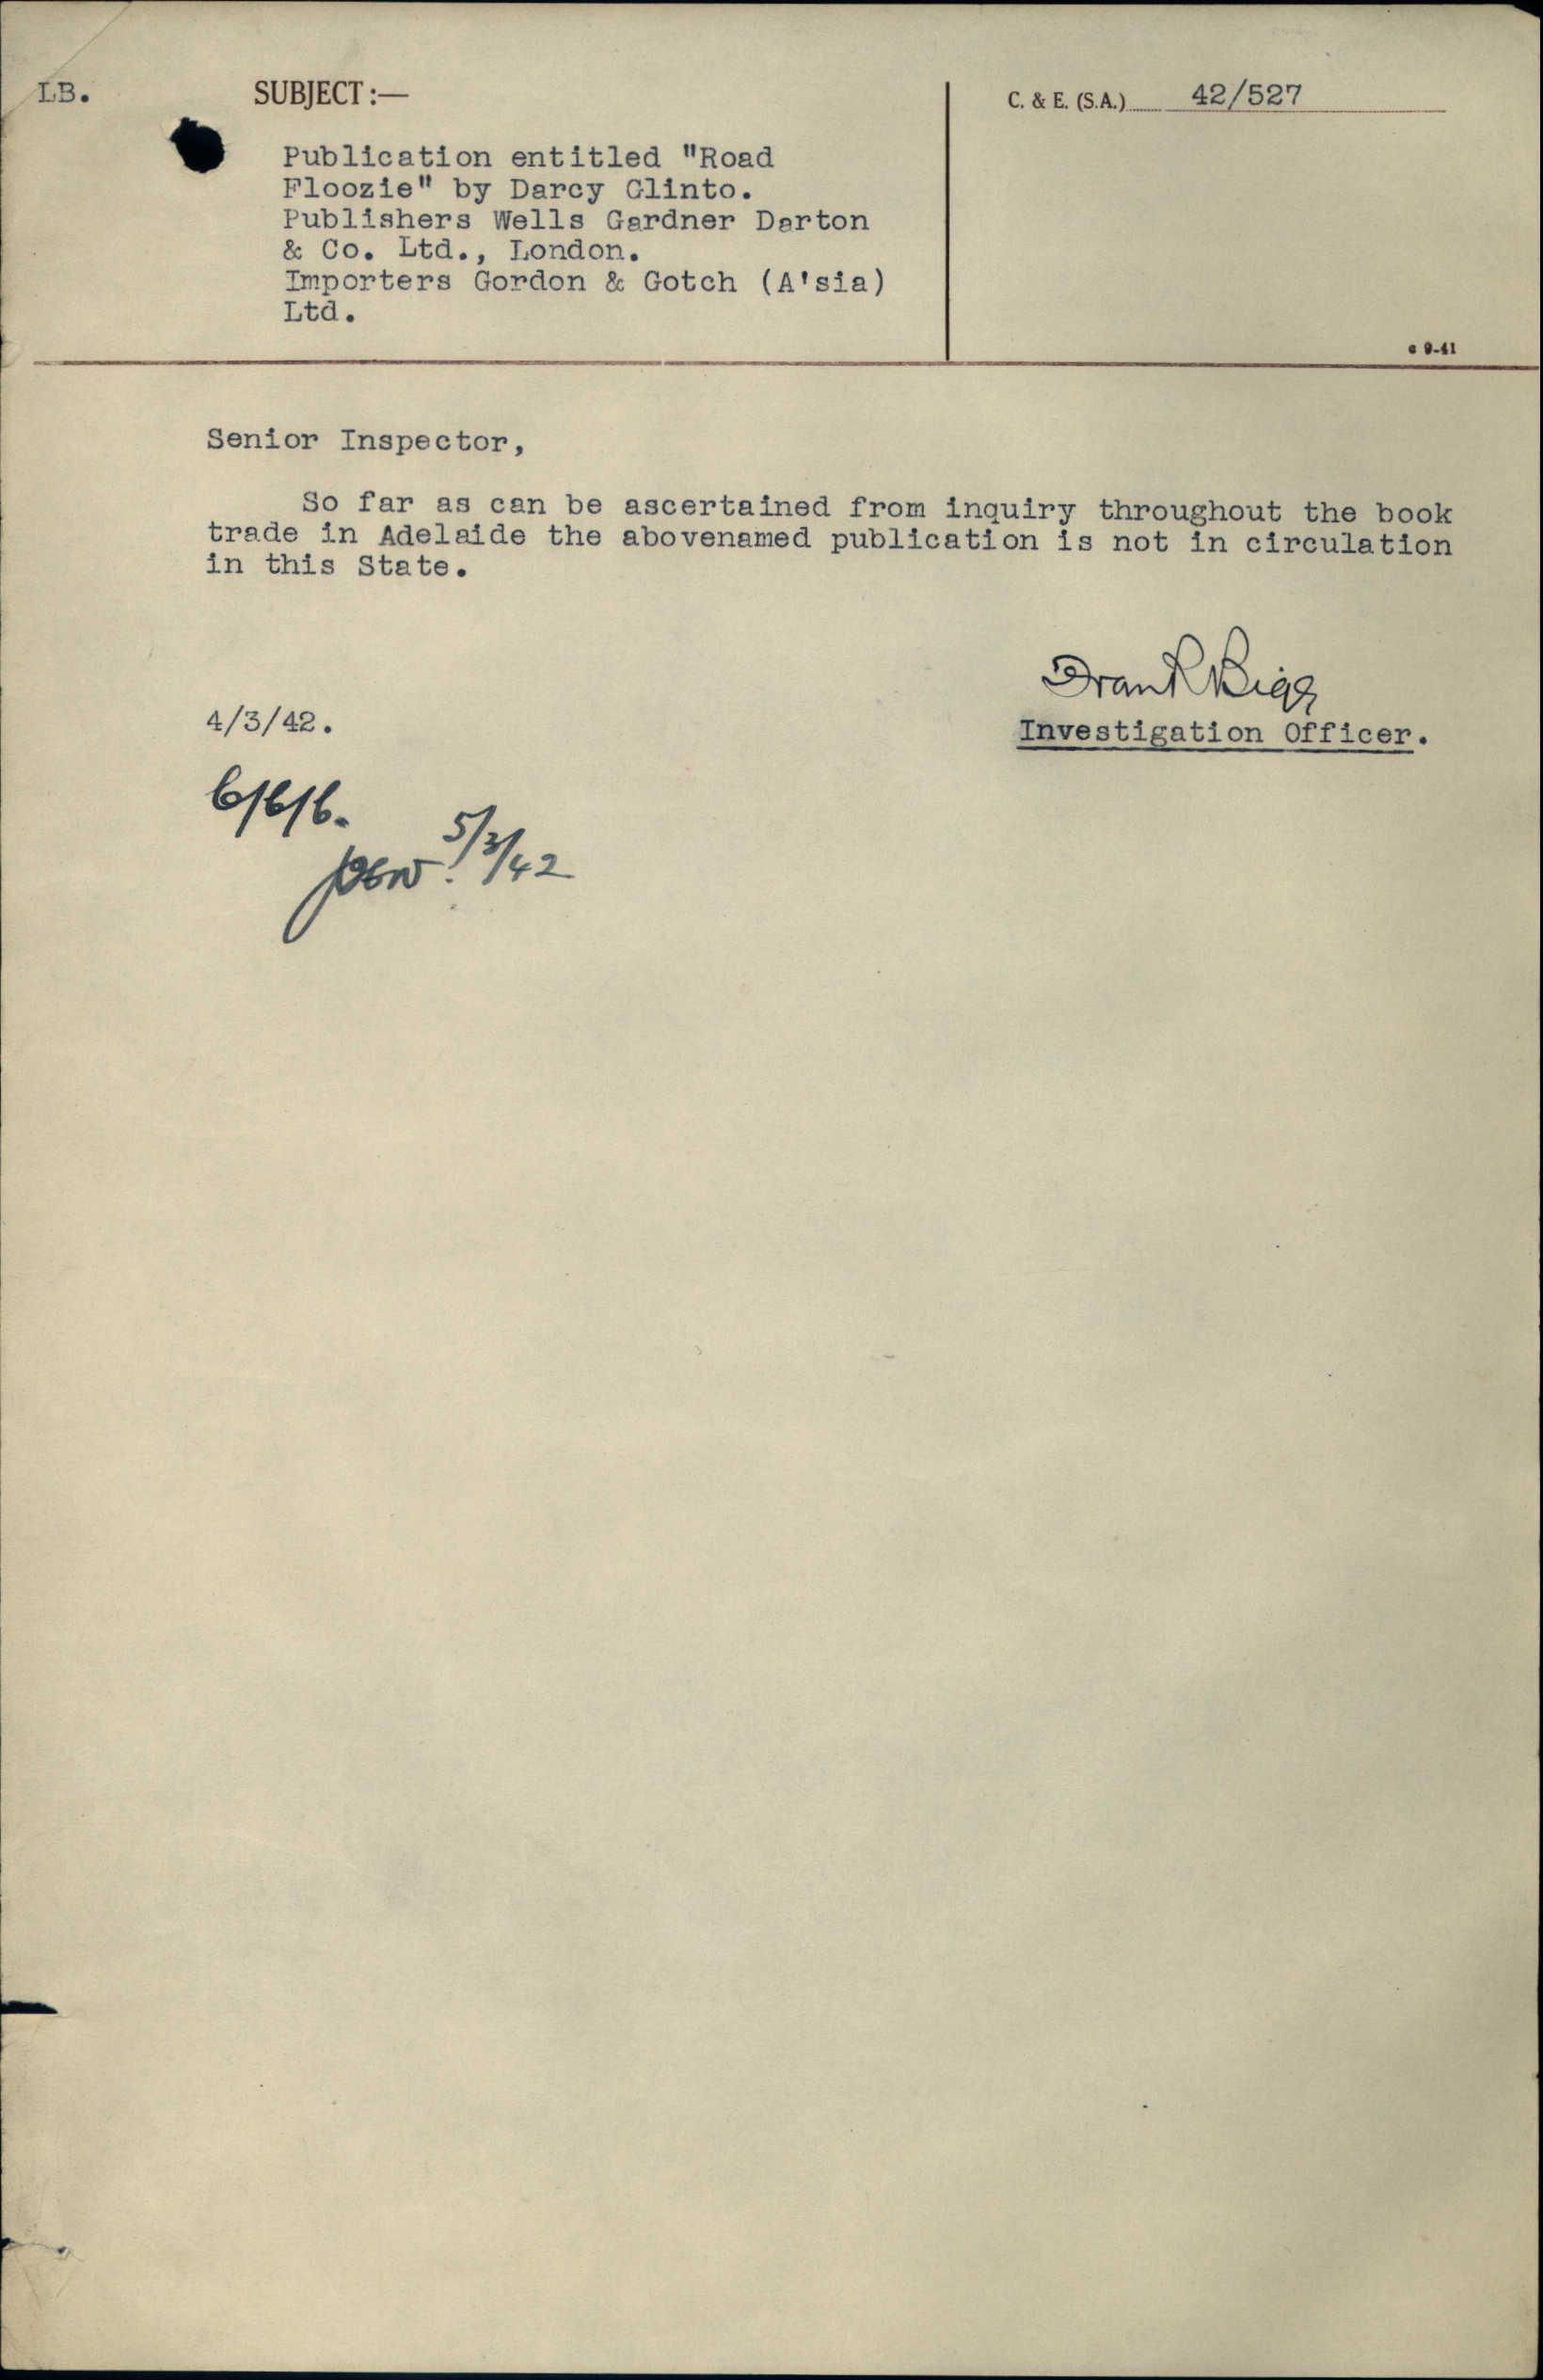 LB.
SUBJECT :—
C. & E. (S.A.) 42/527
Publication entitled "Road
Floozie" by Darcy Glinto.
Publishers Wells Gardner Darton
& Co. Ltd., London.
Importers Gordon & Gotch (A'sia)
Ltd.
9-41
Senior Inspector,
So far as can be ascertained from inquiry throughout the book
trade in Adelaide the abovenamed publication is not in circulation
in this State.
4/3/42.
Investigation Officer.
5/3/42